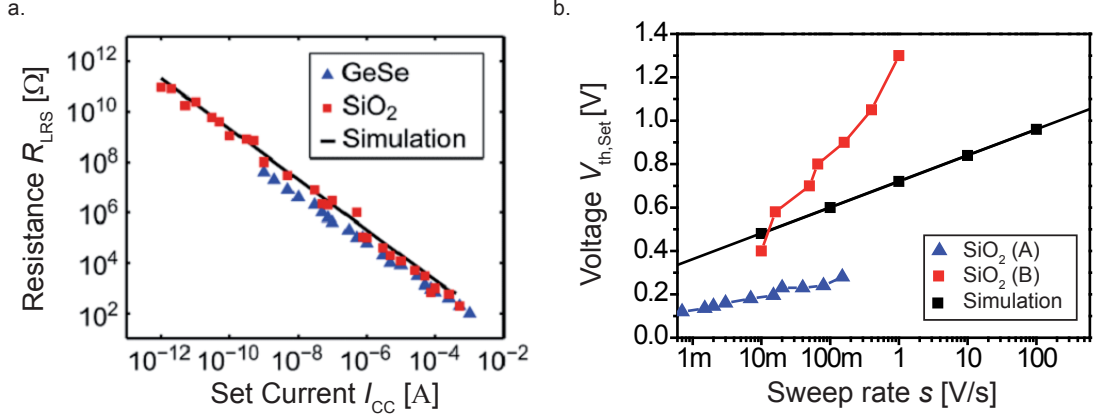 a.
Resistance R_LRS [Ω]
10^12
10^10
10^8
10^6
10^4
10^2
GeSe
SiO_2
Simulation
10^−12 10^−10 10^−8 10^−6 10^−4 10^−2
Set Current I_CC [A]
b.
Voltage V_th,Set [V]
1.4
1.2
1.0
0.8
0.6
0.4
0.2
0.0
SiO_2 (A)
SiO_2 (B)
Simulation
1m 10m 100m 1 10 100
Sweep rate s [V/s]